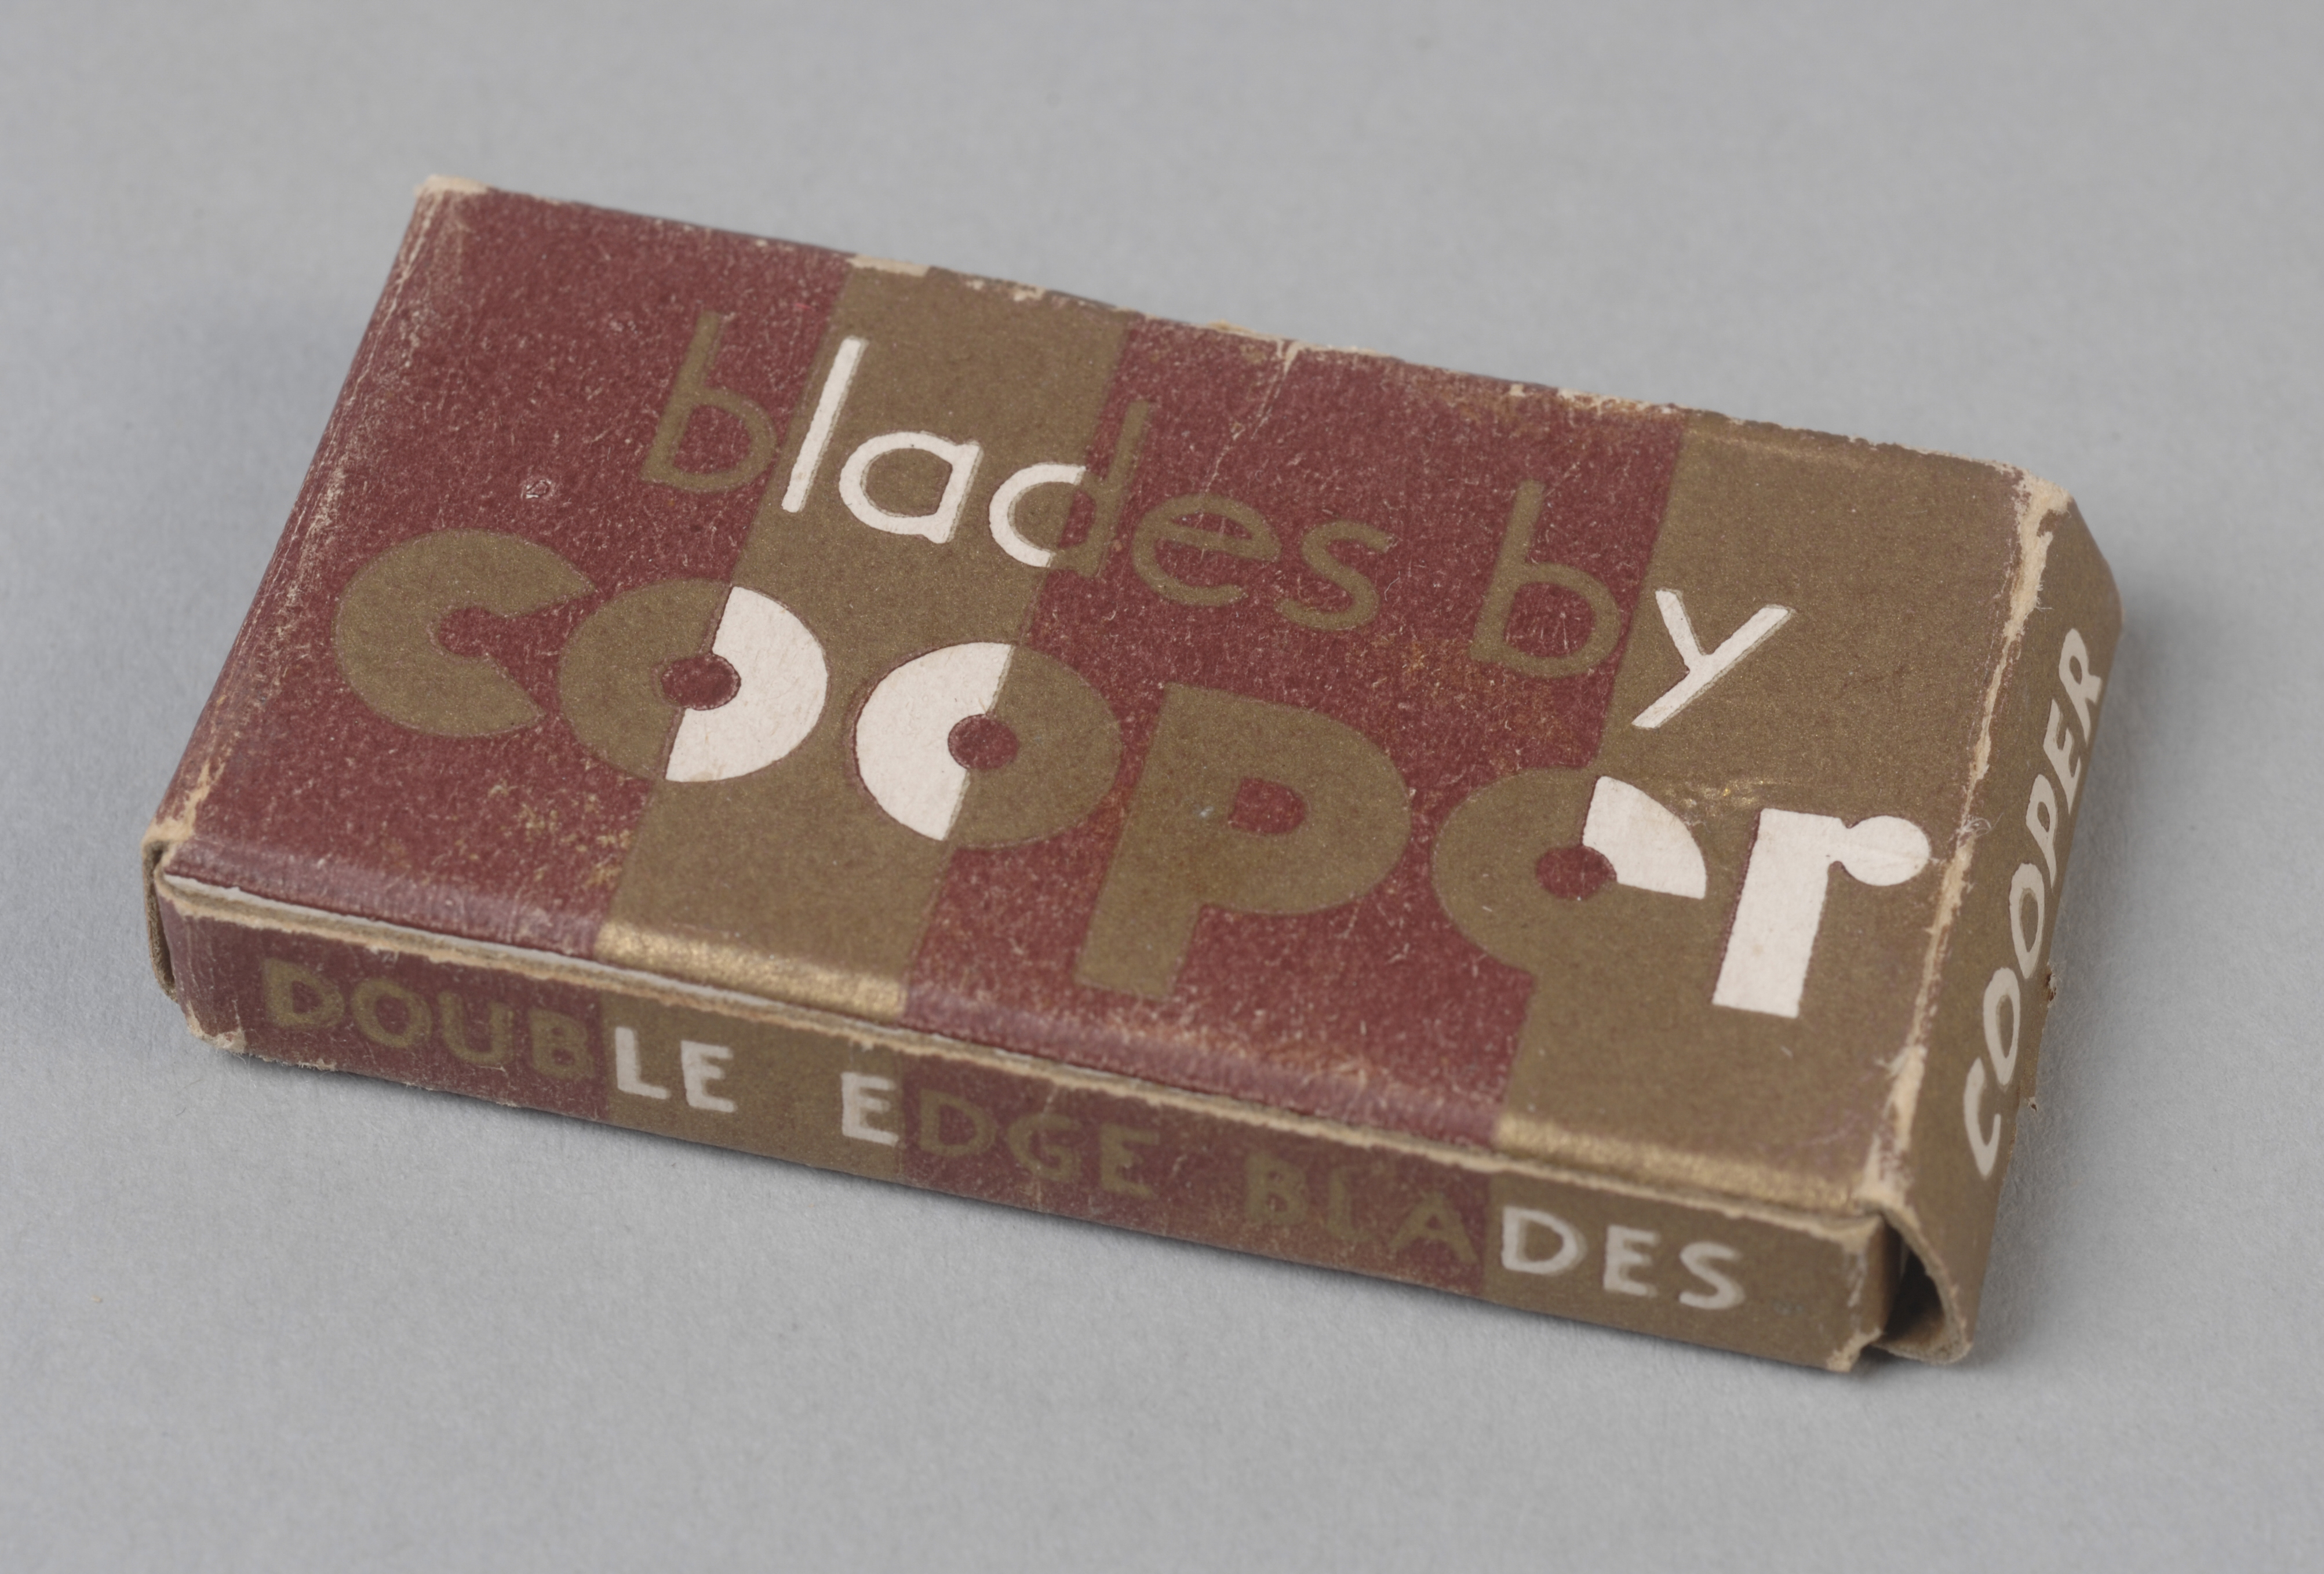 blades by
cooper
DOUBLE EDGE BLADES
COOPER